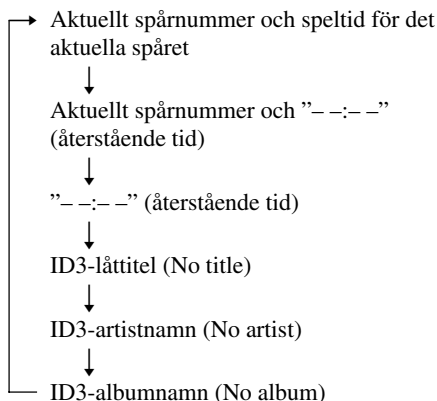 Aktuellt spårnummer och speltid för det
aktuella spåret
Aktuellt spårnummer och ”– –:– –”
(återstående tid)
”– –:– –” (återstående tid)
ID3-låttitel (No title)
ID3-artistnamn (No artist)
ID3-albumnamn (No album)